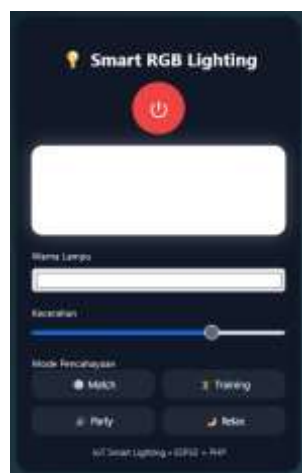 Smart RGB Lighting
Warna Lampu
Kecerahan
Mode Pencahayaan
Match
Training
Party
Relax
IoT Smart Lighting • ESP32 + PHP